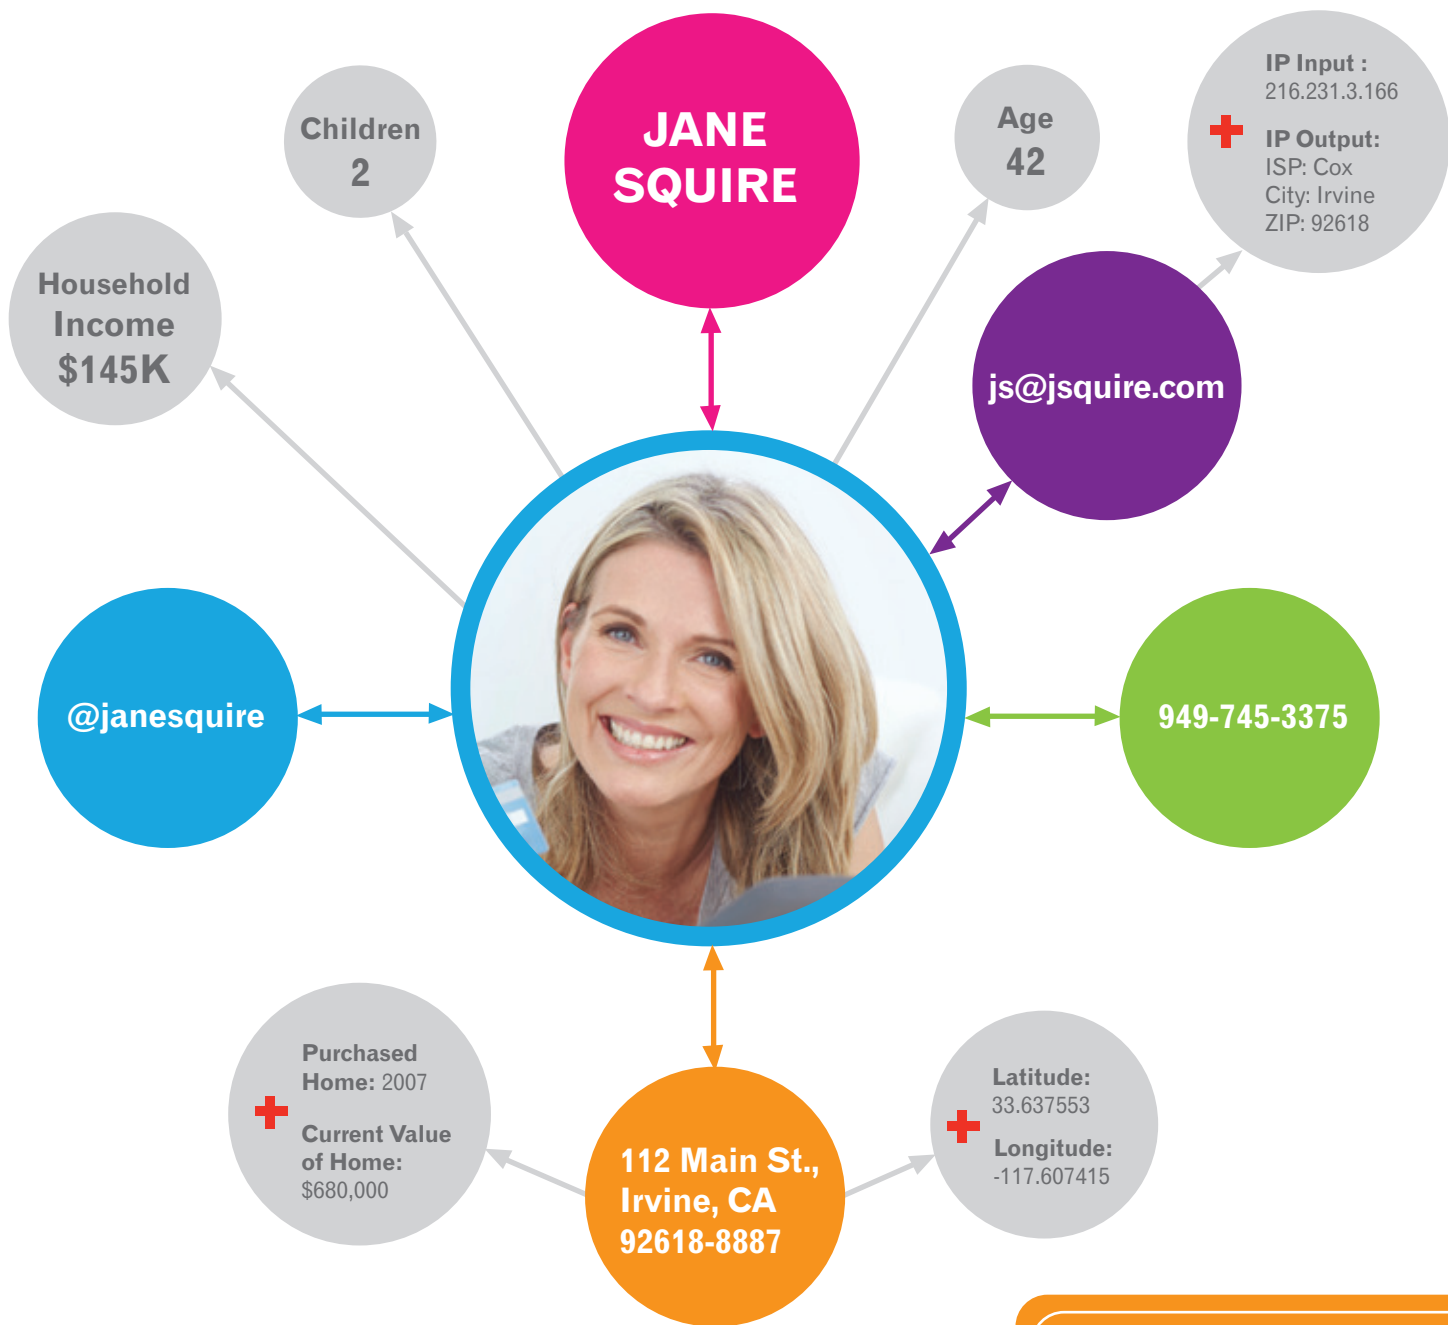 JANE
SQUIRE
Children
2
Age
42
IP Input :
216.231.3.166
IP Output:
ISP: Cox
City: Irvine
ZIP: 92618
Household
Income
$145K
js@jsquire.com
@janesquire
949-745-3375
Purchased
Home: 2007
Current Value
of Home:
$680,000
112 Main St.,
Irvine, CA
92618-8887
Latitude:
33.637553
Longitude:
-117.607415